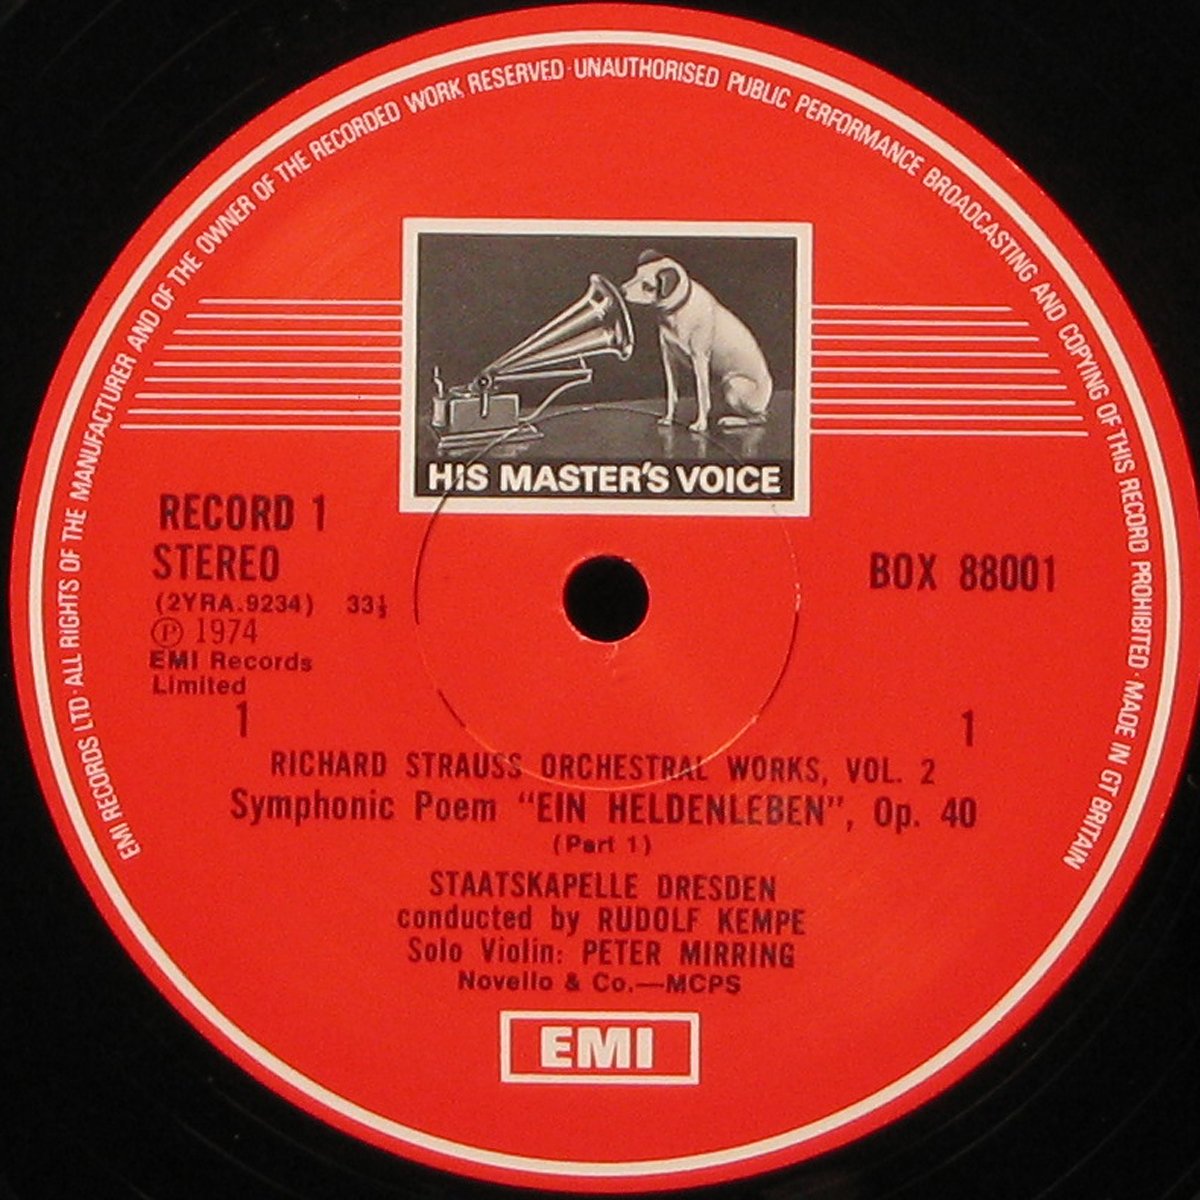 EMI RECORDS LTD · ALL RIGHTS OF THE MANUFACTURER AND OF THE OWNER OF THE RECORDED WORK RESERVED · UNAUTHORISED PUBLIC PERFORMANCE BROADCASTING AND COPYING OF THIS RECORD PROHIBITED · MADE IN GT BRITAIN
HIS MASTER'S VOICE
RECORD 1
STEREO
BOX 88001
(2YRA.9234) 33⅓
Ⓟ 1974
EMI Records
Limited
1 1
RICHARD STRAUSS ORCHESTRAL WORKS, VOL. 2
Symphonic Poem "EIN HELDENLEBEN", Op. 40
(Part 1)
STAATSKAPELLE DRESDEN
conducted by RUDOLF KEMPE
Solo Violin: PETER MIRRING
Novello & Co.—MCPS
EMI